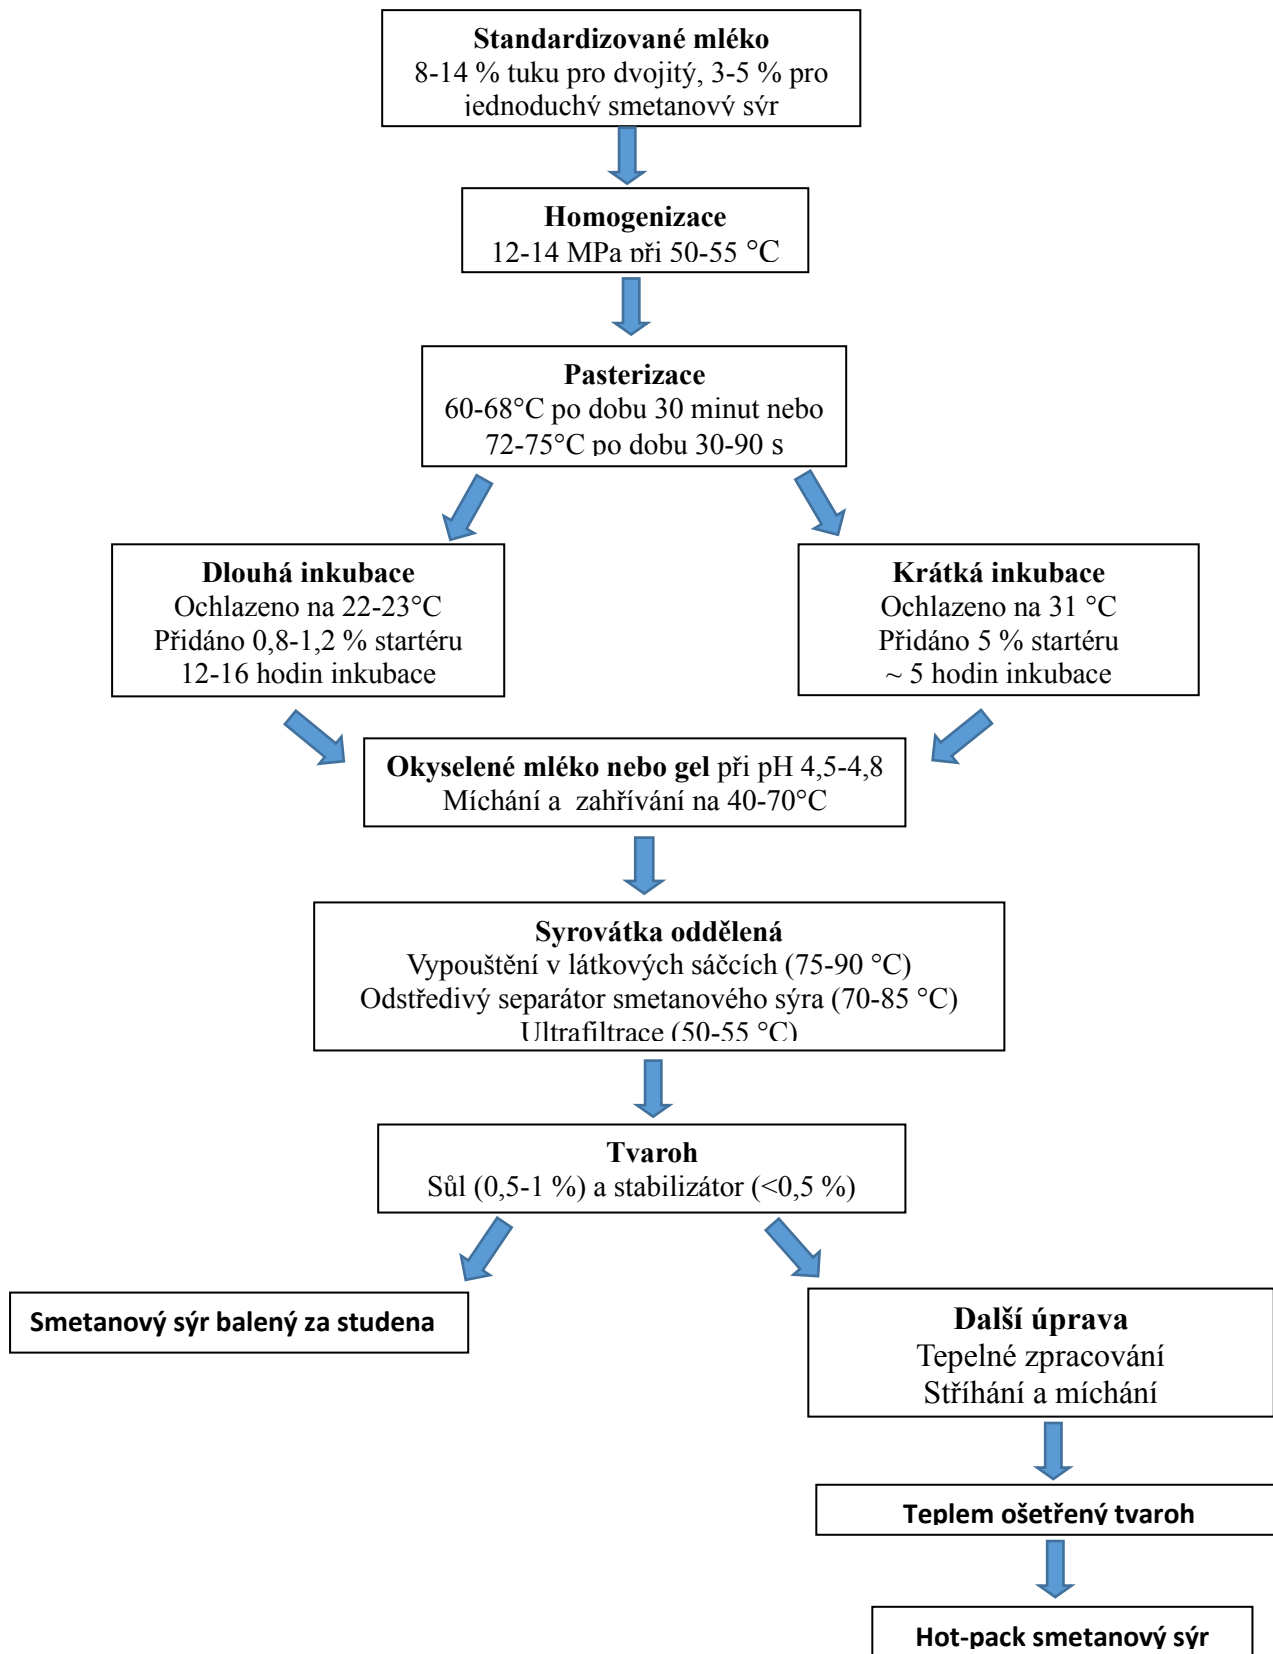 Standardizované mléko
8-14 % tuku pro dvojitý, 3-5 % pro
jednoduchý smetanový sýr
Homogenizace
12-14 MPa při 50-55 °C
Pasterizace
60-68°C po dobu 30 minut nebo
72-75°C po dobu 30-90 s
Dlouhá inkubace
Ochlazeno na 22-23°C
Přidáno 0,8-1,2 % startéru
12-16 hodin inkubace
Krátká inkubace
Ochlazeno na 31 °C
Přidáno 5 % startéru
~ 5 hodin inkubace
Okyselené mléko nebo gel při pH 4,5-4,8
Míchání a zahřívání na 40-70°C
Syrovátka oddělená
Vypouštění v látkových sáčcích (75-90 °C)
Odstředivý separátor smetanového sýra (70-85 °C)
Ultrafiltrace (50-55 °C)
Tvaroh
Sůl (0,5-1 %) a stabilizátor (<0,5 %)
Smetanový sýr balený za studena
Další úprava
Tepelné zpracování
Stříhání a míchání
Teplem ošetřený tvaroh
Hot-pack smetanový sýr